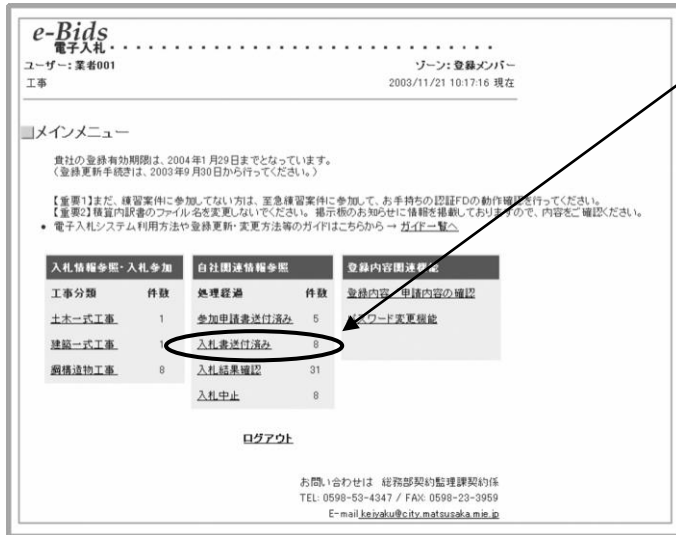 e-Bids
電子入札
ユーザー:業者001 ゾーン:登録メンバー
工事 2003/11/21 10:17:16 現在
メインメニュー
貴社の登録有効期限は、2004年1月29日までとなっています。
(登録更新手続きは、2003年9月30日から行ってください。)
【重要1】まだ、練習案件に参加してない方は、至急練習案件に参加して、お手持ちの認証FDの動作確認を行ってください。
【重要2】積算内訳書のファイル名を変更しないでください。掲示板のお知らせに情報を掲載しておりますので、内容をご確認ください。
• 電子入札システム利用方法や登録更新・変更方法等のガイドはこちらから → ガイド一覧へ
入札情報参照・入札参加 自社関連情報参照 登録内容関連機能
工事分類 件数 処理経過 件数 登録内容/申請内容の確認
土木一式工事 1 参加申請書送付済み 5 パスワード変更機能
建築一式工事 1 入札書送付済み 8
鋼構造物工事 8 入札結果確認 31
入札中止 8
ログアウト
お問い合わせは 総務部契約監理課契約係
TEL: 0598-53-4347 / FAX: 0598-23-3959
E-mail keiyaku@city.matsusaka.mie.jp